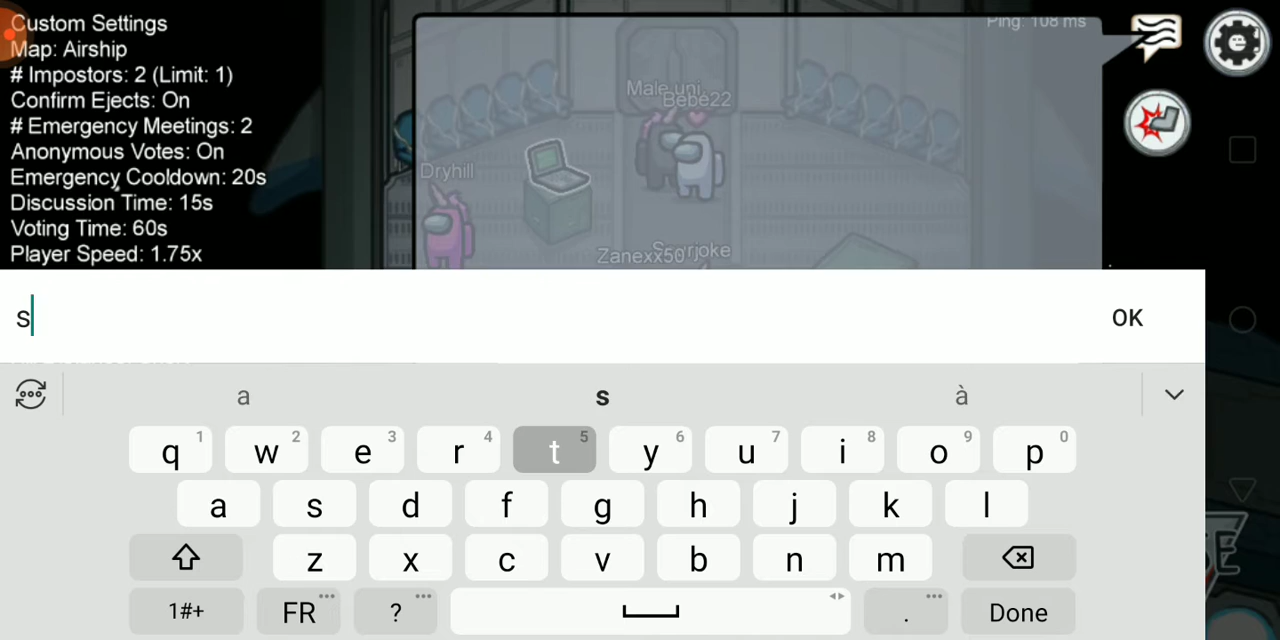 Custom Settings
Map: Airship
# Impostors: 2 (Limit: 1)
Confirm Ejects: On
# Emergency Meetings: 2
Anonymous Votes: On
Emergency Cooldown: 20s
Discussion Time: 15s
Voting Time: 60s
Player Speed: 1.75x
Ping: 108 ms
Male uni
Bebe22
Dryhill
Zanexx50
s
OK
a s à
q 1 w 2 e 3 r 4 t 5 y 6 u 7 i 8 o 9 p 0
a s d f g h j k l
z x c v b n m
1#+ FR ? . Done